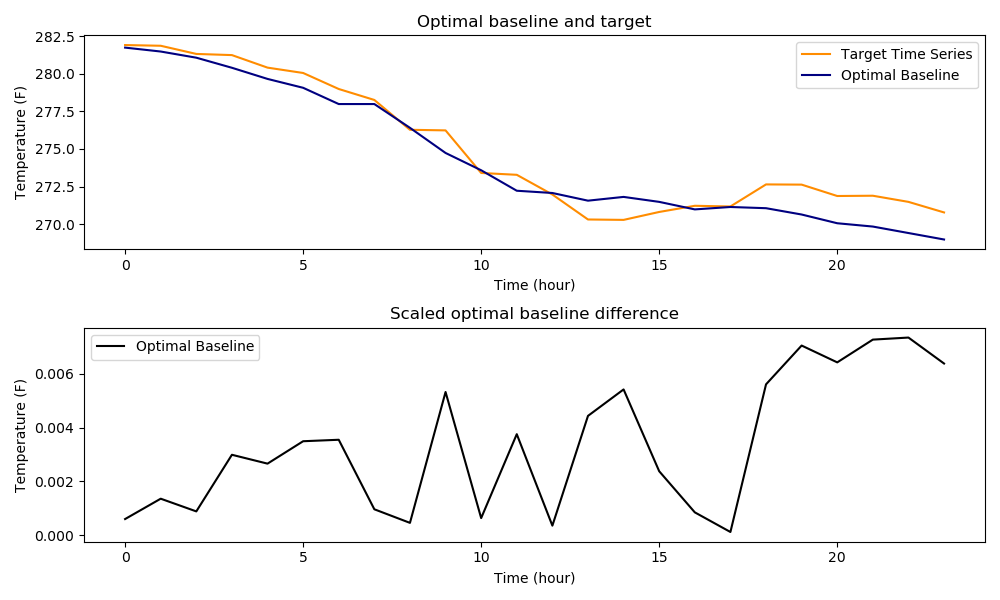 Optimal baseline and target
Temperature (F)
282.5
280.0
277.5
275.0
272.5
270.0
Target Time Series
Optimal Baseline
0 5 10 15 20
Time (hour)
Scaled optimal baseline difference
Temperature (F)
0.006
0.004
0.002
0.000
Optimal Baseline
0 5 10 15 20
Time (hour)